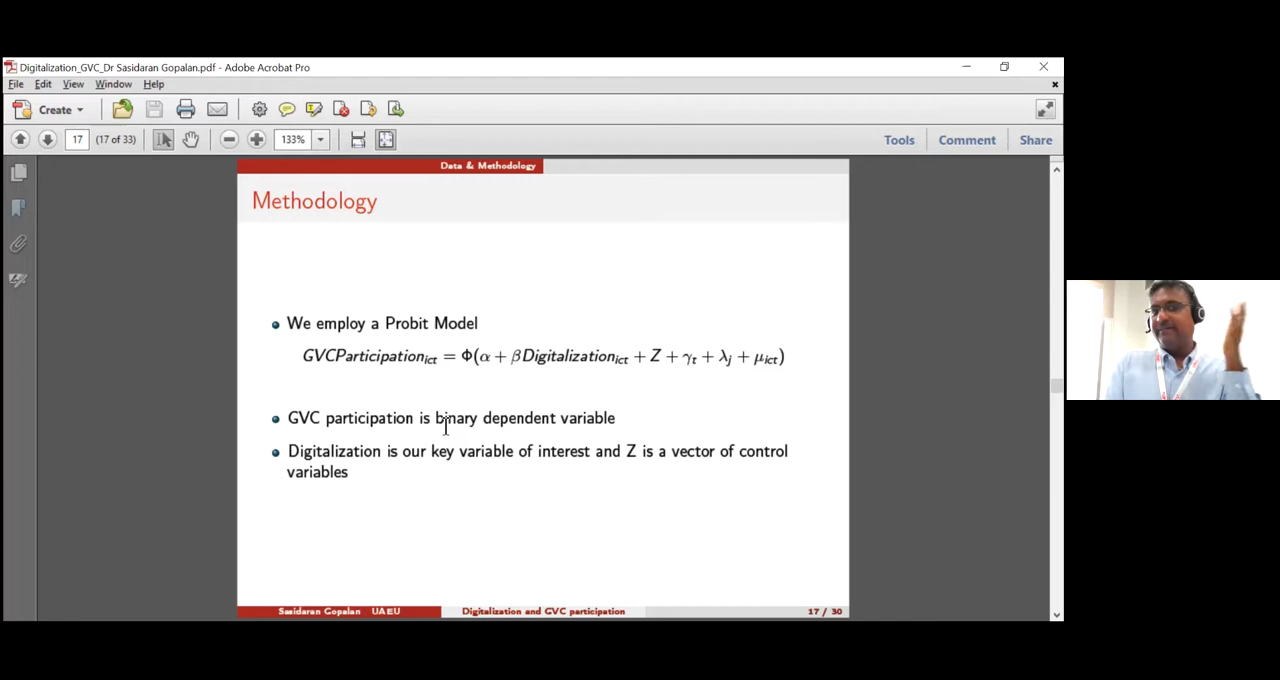 Digitalization_GVC_Dr Sasidaran Gopalan.pdf - Adobe Acrobat Pro
File Edit View Window Help
Create
17 (17 of 33) 133% Tools Comment Share
Data & Methodology
Methodology
We employ a Probit Model
GVCParticipation_ict = Φ(α + βDigitalization_ict + Z + γ_t + λ_j + μ_ict)
GVC participation is binary dependent variable
Digitalization is our key variable of interest and Z is a vector of control
variables
Sasidaran Gopalan UAEU Digitalization and GVC participation 17 / 30